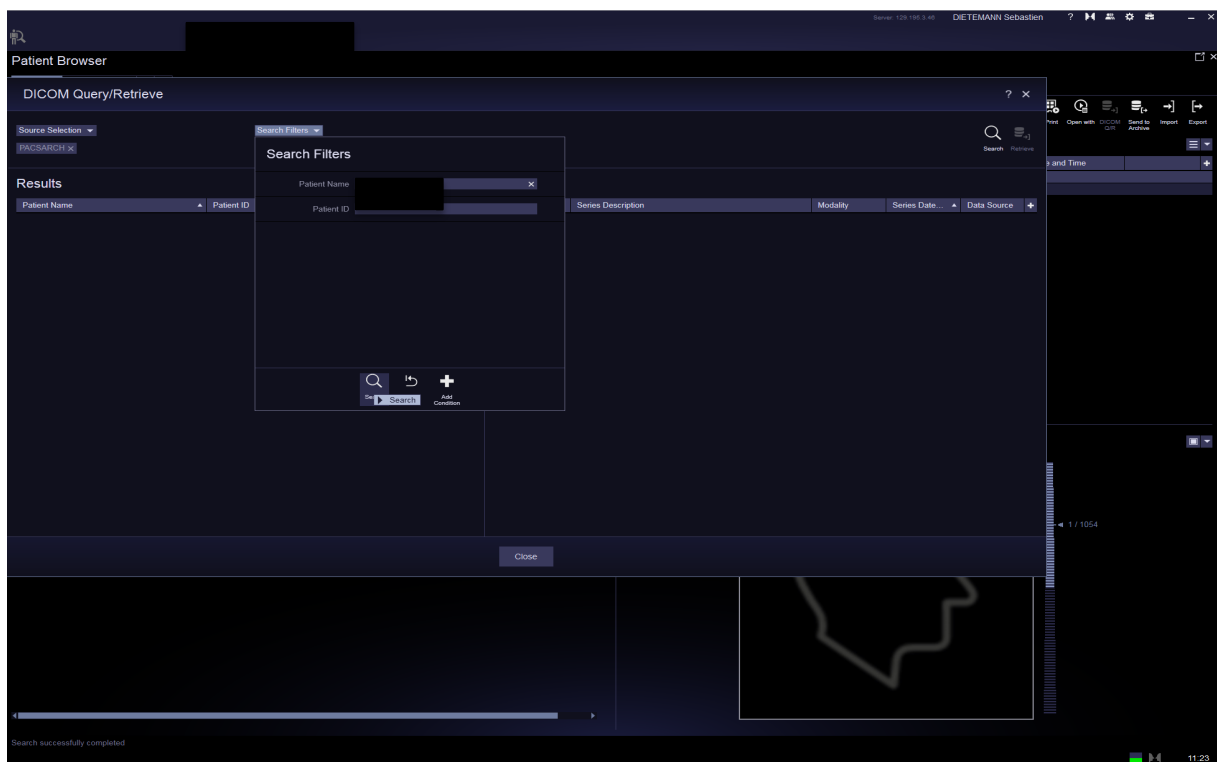 Server: 129.195.3.46 DIETEMANN Sebastien ?
Patient Browser
DICOM Query/Retrieve ?
Print Open with DICOM Q/R Send to Archive Import Export
Source Selection Search Filters
PACSARCH x
Search Retrieve
Search Filters
e and Time
Results
Patient Name
Patient Name Patient ID Series Description Modality Series Date... Data Source
Patient ID
Search Add Condition
1 / 1054
Close
Search successfully completed
11:23